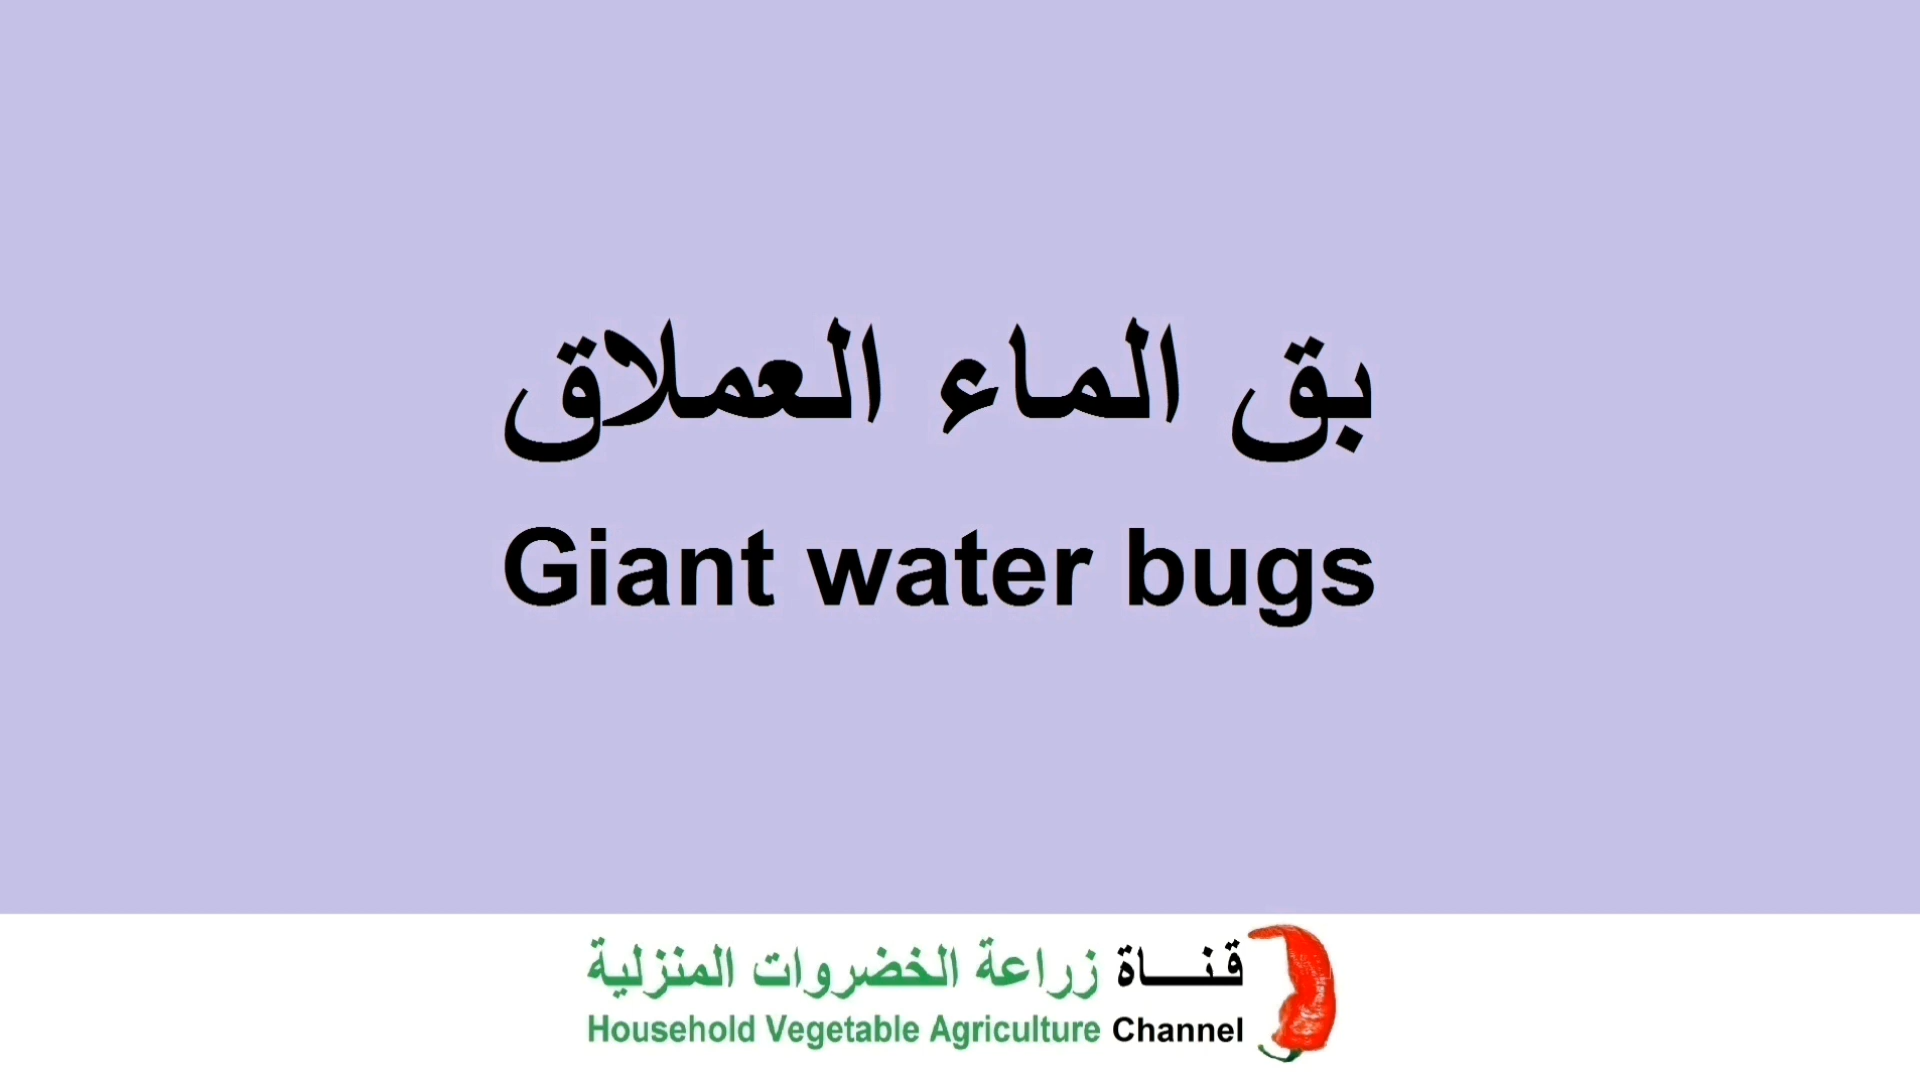 بق الماء العملاق
Giant water bugs
قنـــاة زراعة الخضروات المنزلية
Household Vegetable Agriculture Channel